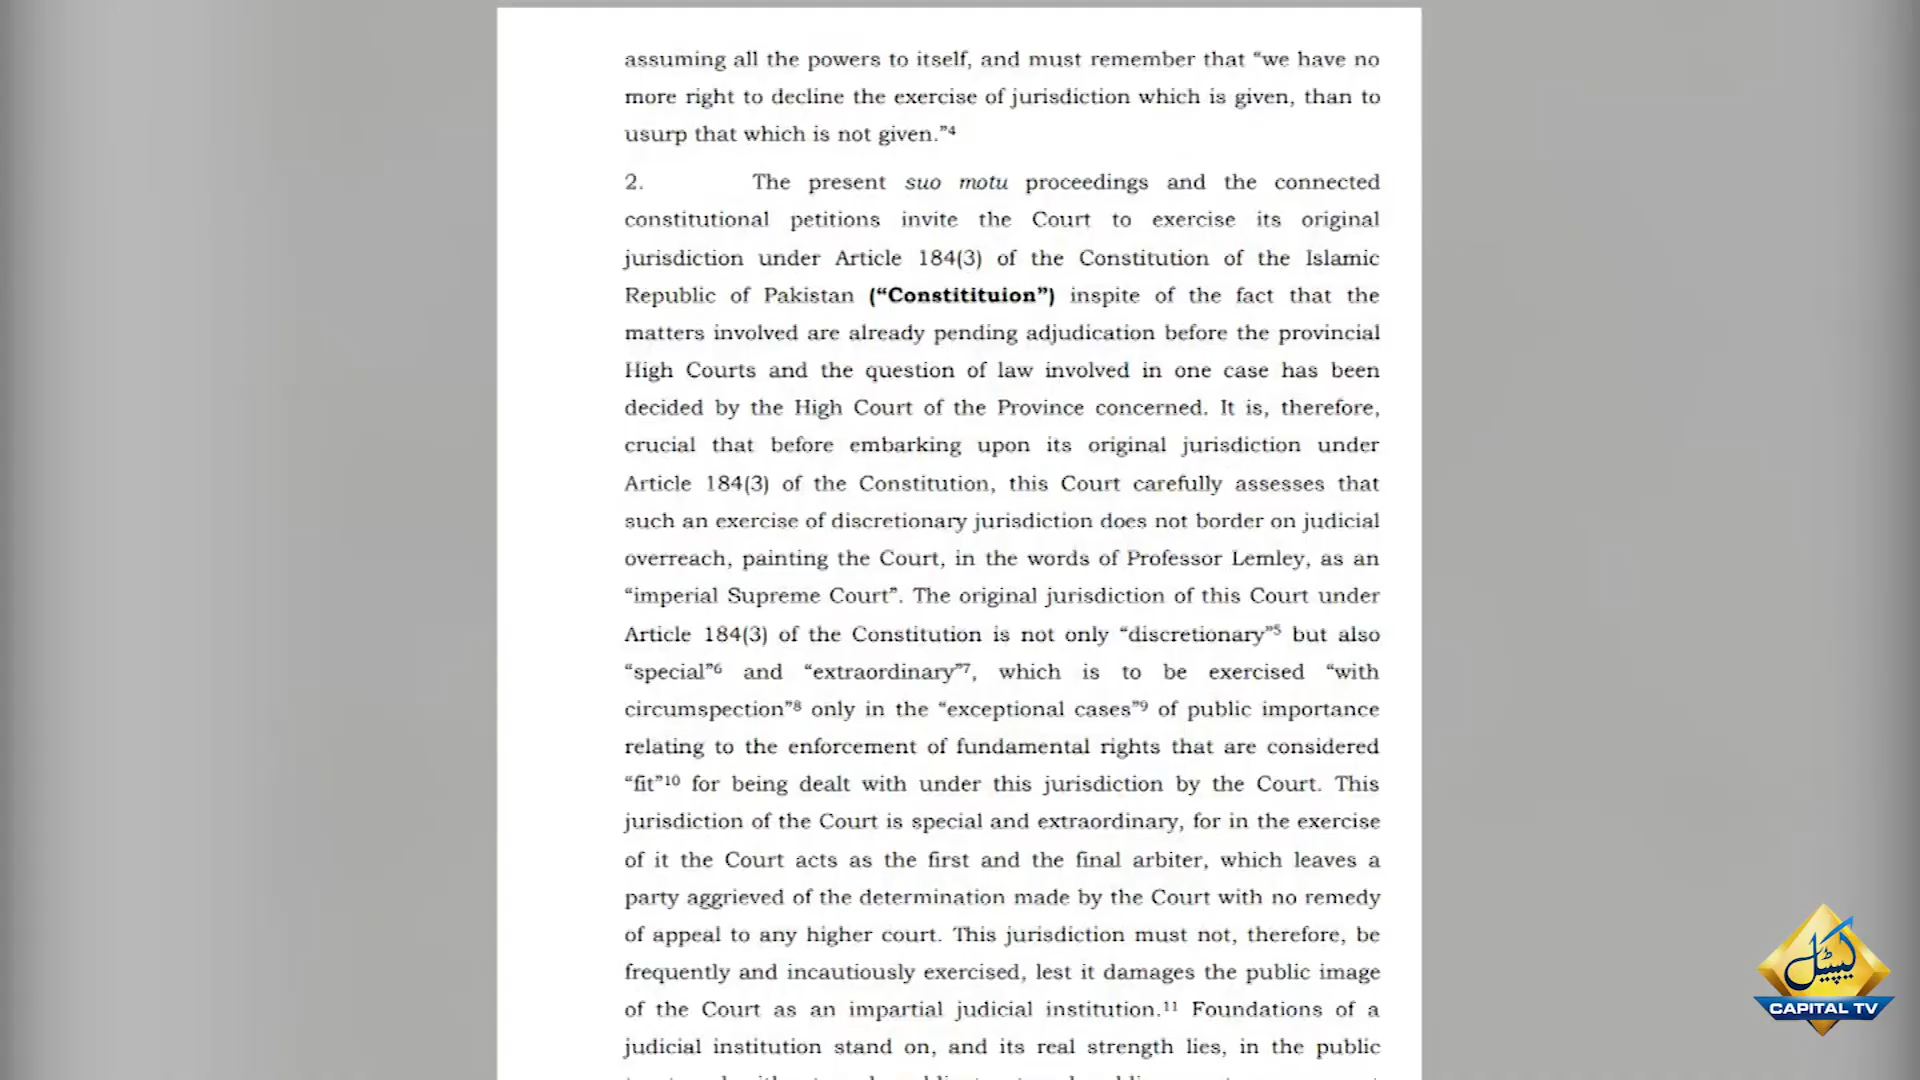 assuming all the powers to itself, and must remember that “we have no
more right to decline the exercise of jurisdiction which is given, than to
usurp that which is not given.”⁴
2. The present suo motu proceedings and the connected
constitutional petitions invite the Court to exercise its original
jurisdiction under Article 184(3) of the Constitution of the Islamic
Republic of Pakistan (“Constitituion”) inspite of the fact that the
matters involved are already pending adjudication before the provincial
High Courts and the question of law involved in one case has been
decided by the High Court of the Province concerned. It is, therefore,
crucial that before embarking upon its original jurisdiction under
Article 184(3) of the Constitution, this Court carefully assesses that
such an exercise of discretionary jurisdiction does not border on judicial
overreach, painting the Court, in the words of Professor Lemley, as an
“imperial Supreme Court”. The original jurisdiction of this Court under
Article 184(3) of the Constitution is not only “discretionary”⁵ but also
“special”⁶ and “extraordinary”⁷, which is to be exercised “with
circumspection”⁸ only in the “exceptional cases”⁹ of public importance
relating to the enforcement of fundamental rights that are considered
“fit”¹⁰ for being dealt with under this jurisdiction by the Court. This
jurisdiction of the Court is special and extraordinary, for in the exercise
of it the Court acts as the first and the final arbiter, which leaves a
party aggrieved of the determination made by the Court with no remedy
of appeal to any higher court. This jurisdiction must not, therefore, be
frequently and incautiously exercised, lest it damages the public image
of the Court as an impartial judicial institution.¹¹ Foundations of a
judicial institution stand on, and its real strength lies, in the public
کیپیٹل
CAPITAL TV